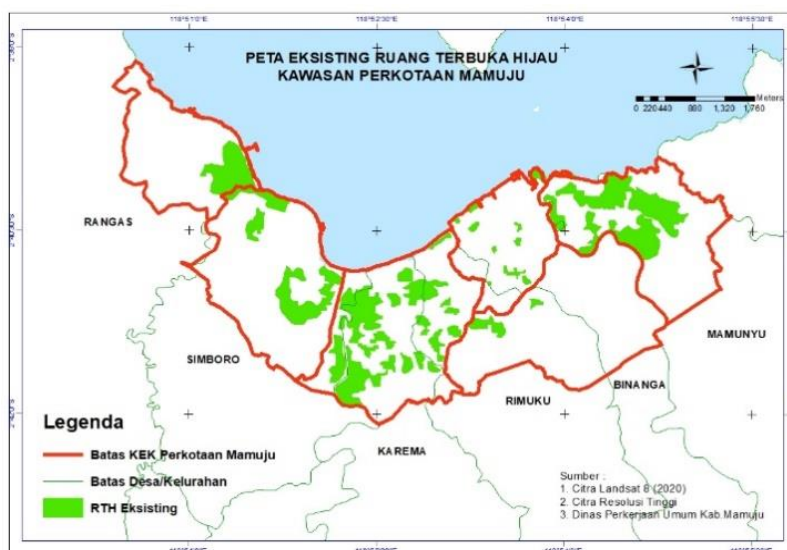 118°51'0"E 118°52'30"E 118°54'0"E 118°55'30"E
PETA EKSISTING RUANG TERBUKA HIJAU
KAWASAN PERKOTAAN MAMUJU
Meters
0 220 440 880 1,320 1,760
RANGAS
SIMBORO
KAREMA
RIMUKU
BINANGA
MAMUNYU
Legenda
Batas KEK Perkotaan Mamuju
Batas Desa/Kelurahan
RTH Eksisting
Sumber :
1. Citra Landsat 8 (2020)
2. Citra Resolusi Tinggi
3. Dinas Perkerjaan Umum Kab.Mamuju